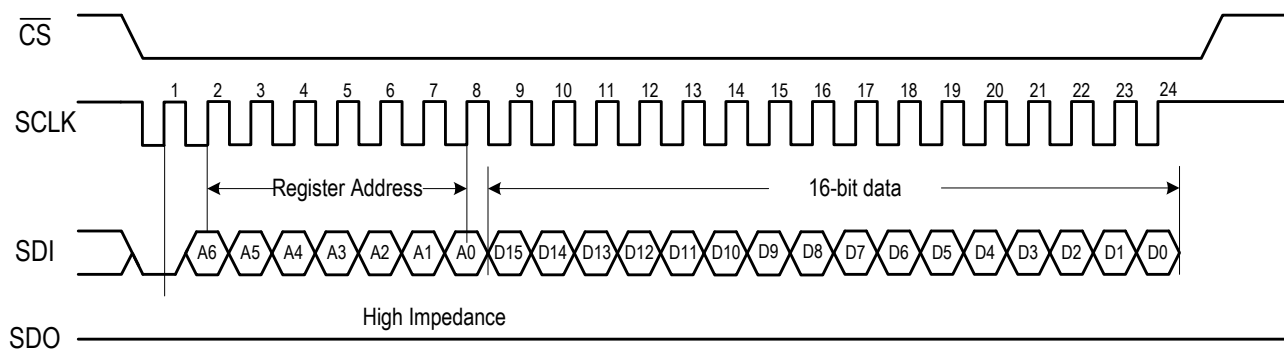 CS
1 2 3 4 5 6 7 8 9 10 11 12 13 14 15 16 17 18 19 20 21 22 23 24
SCLK
Register Address
16-bit data
SDI
A6 A5 A4 A3 A2 A1 A0 D15 D14 D13 D12 D11 D10 D9 D8 D7 D6 D5 D4 D3 D2 D1 D0
High Impedance
SDO